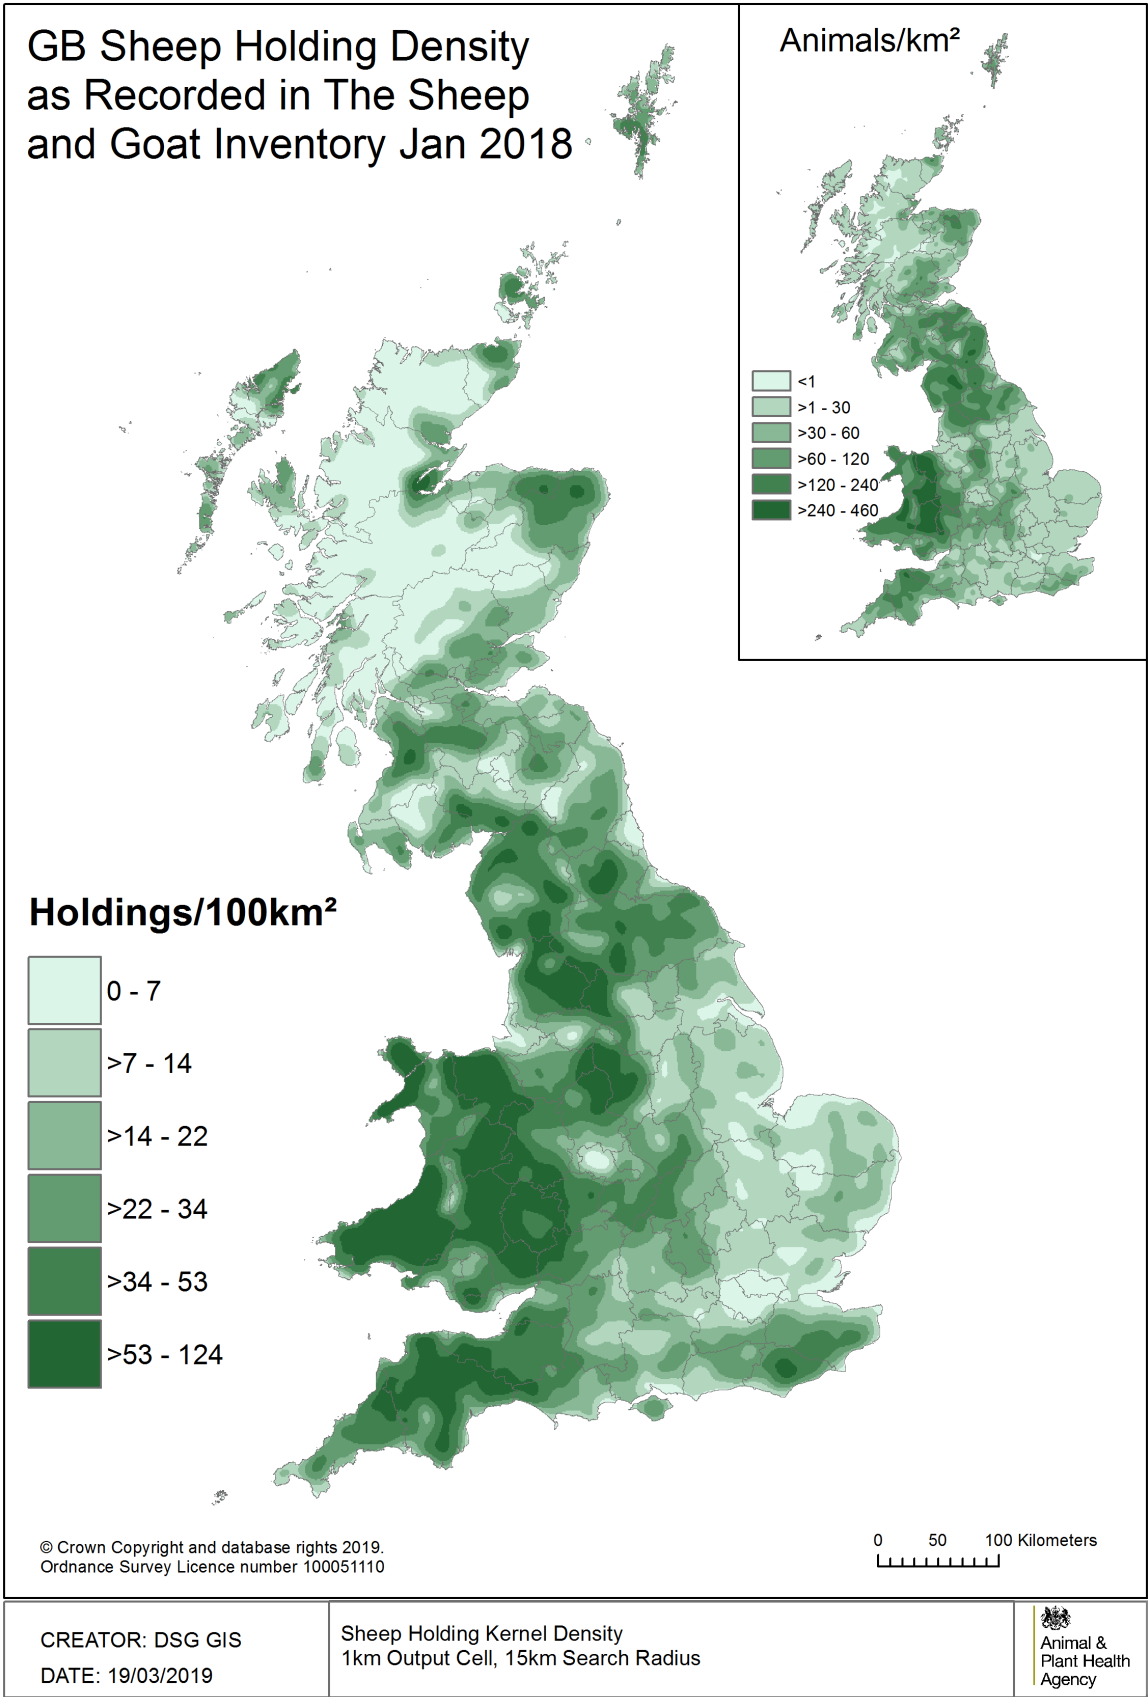 GB Sheep Holding Density
as Recorded in The Sheep
and Goat Inventory Jan 2018
Animals/km²
<1
>1 - 30
>30 - 60
>60 - 120
>120 - 240
>240 - 460
Holdings/100km²
0 - 7
>7 - 14
>14 - 22
>22 - 34
>34 - 53
>53 - 124
© Crown Copyright and database rights 2019.
Ordnance Survey Licence number 100051110
0 50 100 Kilometers
CREATOR: DSG GIS
DATE: 19/03/2019
Sheep Holding Kernel Density
1km Output Cell, 15km Search Radius
Animal &
Plant Health
Agency